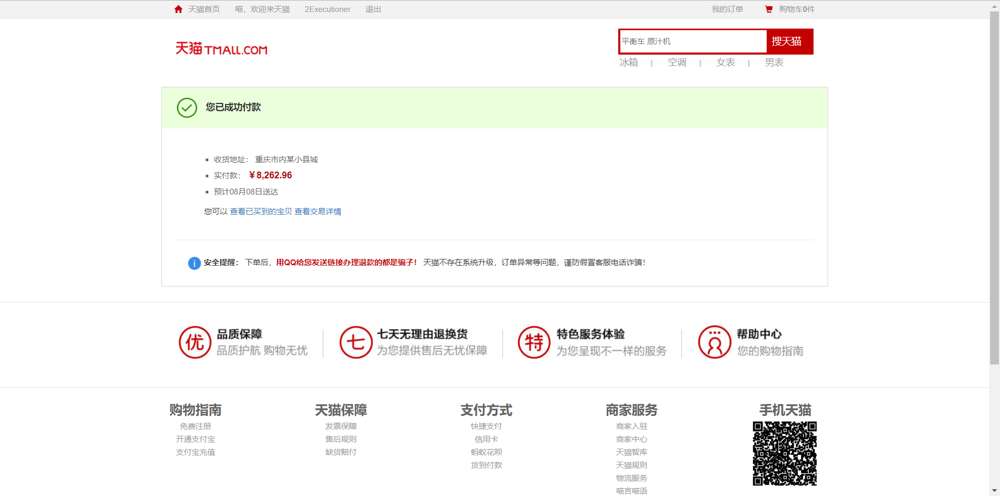 天猫首页 喵，欢迎来天猫 2Executioner 退出 我的订单 购物车0件
天猫 TMALL.COM
平衡车 原汁机 搜天猫
冰箱 | 空调 | 女表 | 男表
您已成功付款
收货地址： 重庆市内某小县城
实付款： ￥8,262.96
预计08月08日送达
您可以 查看已买到的宝贝 查看交易详情
安全提醒： 下单后，用QQ给您发送链接办理退款的都是骗子！ 天猫不存在系统升级，订单异常等问题，谨防假冒客服电话诈骗！
优 品质保障
品质护航 购物无忧
七 七天无理由退换货
为您提供售后无忧保障
特 特色服务体验
为您呈现不一样的服务
帮助中心
您的购物指南
购物指南
免费注册
开通支付宝
支付宝充值
天猫保障
发票保障
售后规则
缺货赔付
支付方式
快捷支付
信用卡
蚂蚁花呗
货到付款
商家服务
商家入驻
商家中心
天猫智库
天猫规则
物流服务
喵言喵语
手机天猫